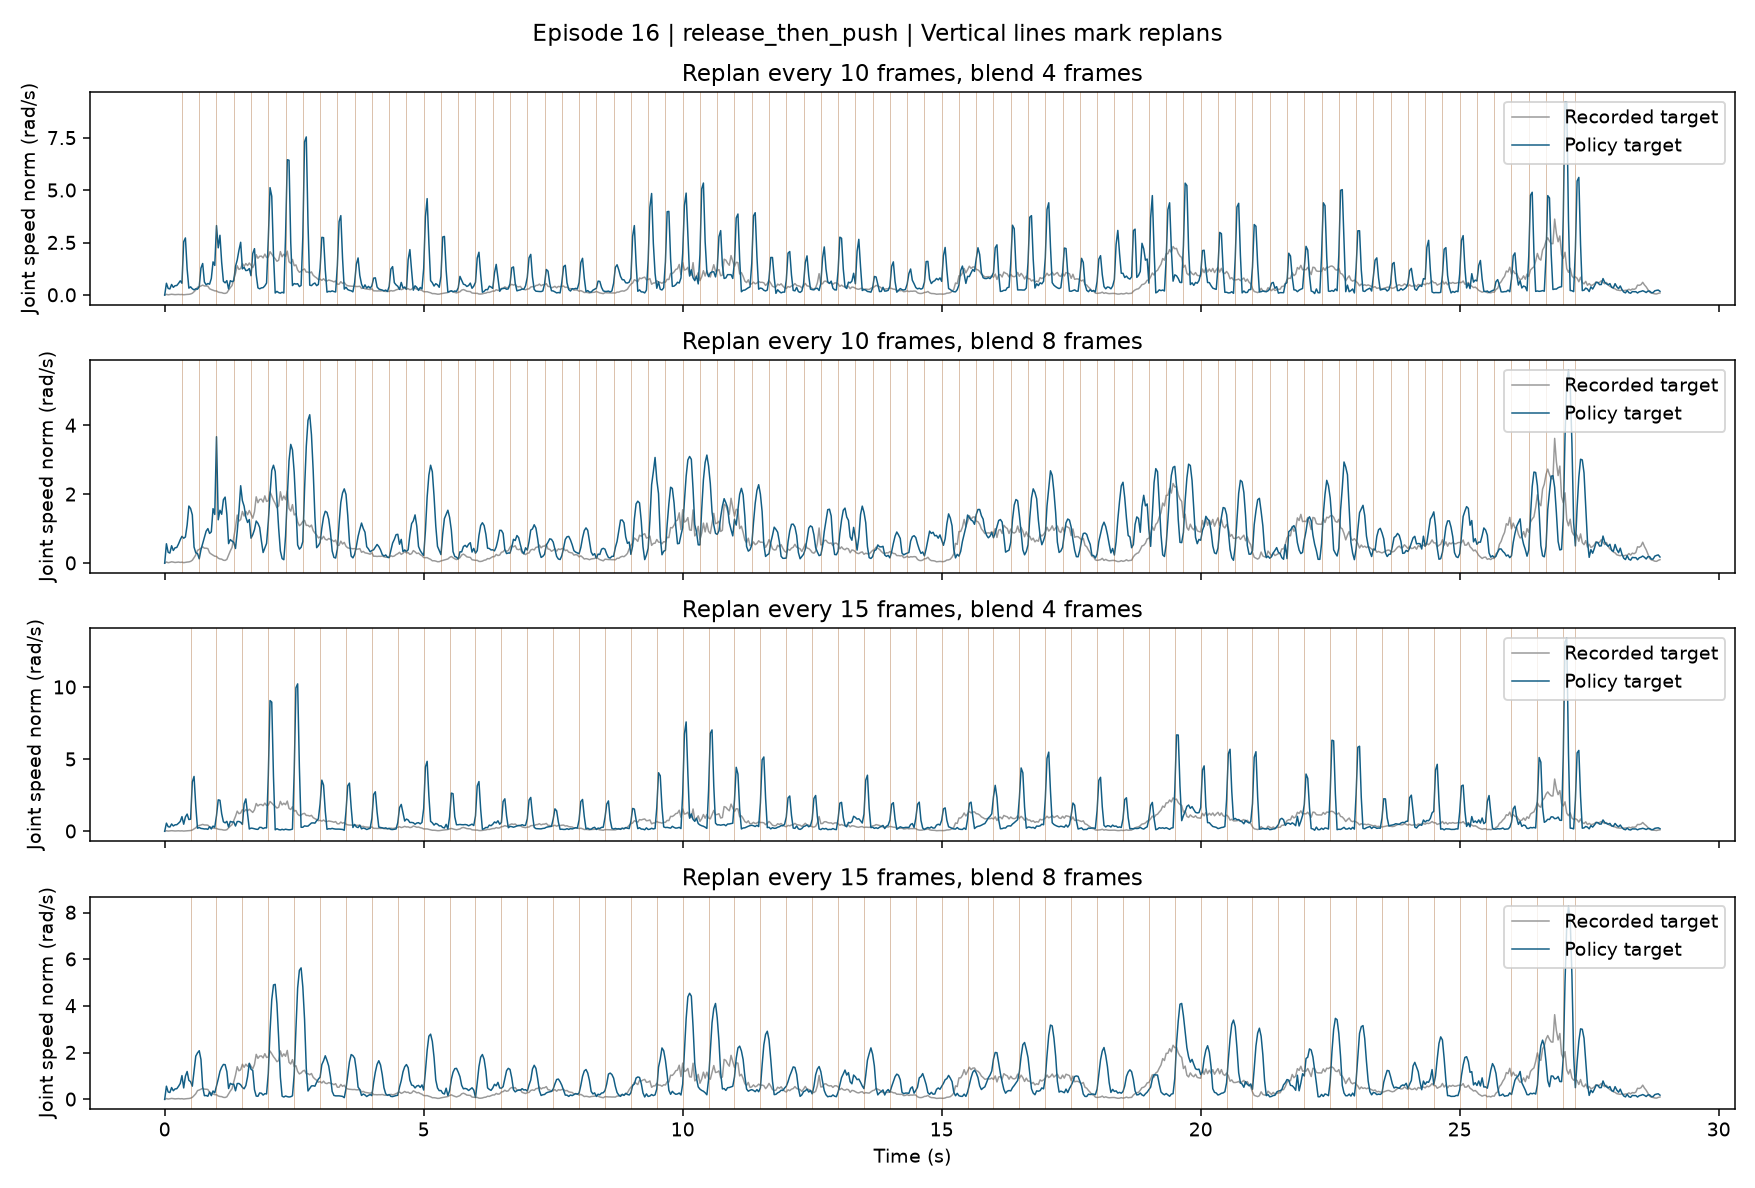 Episode 16 | release_then_push | Vertical lines mark replans
Replan every 10 frames, blend 4 frames
Joint speed norm (rad/s)
7.5
5.0
2.5
0.0
Recorded target
Policy target
Replan every 10 frames, blend 8 frames
Joint speed norm (rad/s)
4
2
0
Recorded target
Policy target
Replan every 15 frames, blend 4 frames
Joint speed norm (rad/s)
10
5
0
Recorded target
Policy target
Replan every 15 frames, blend 8 frames
Joint speed norm (rad/s)
8
6
4
2
0
Recorded target
Policy target
0 5 10 15 20 25 30
Time (s)